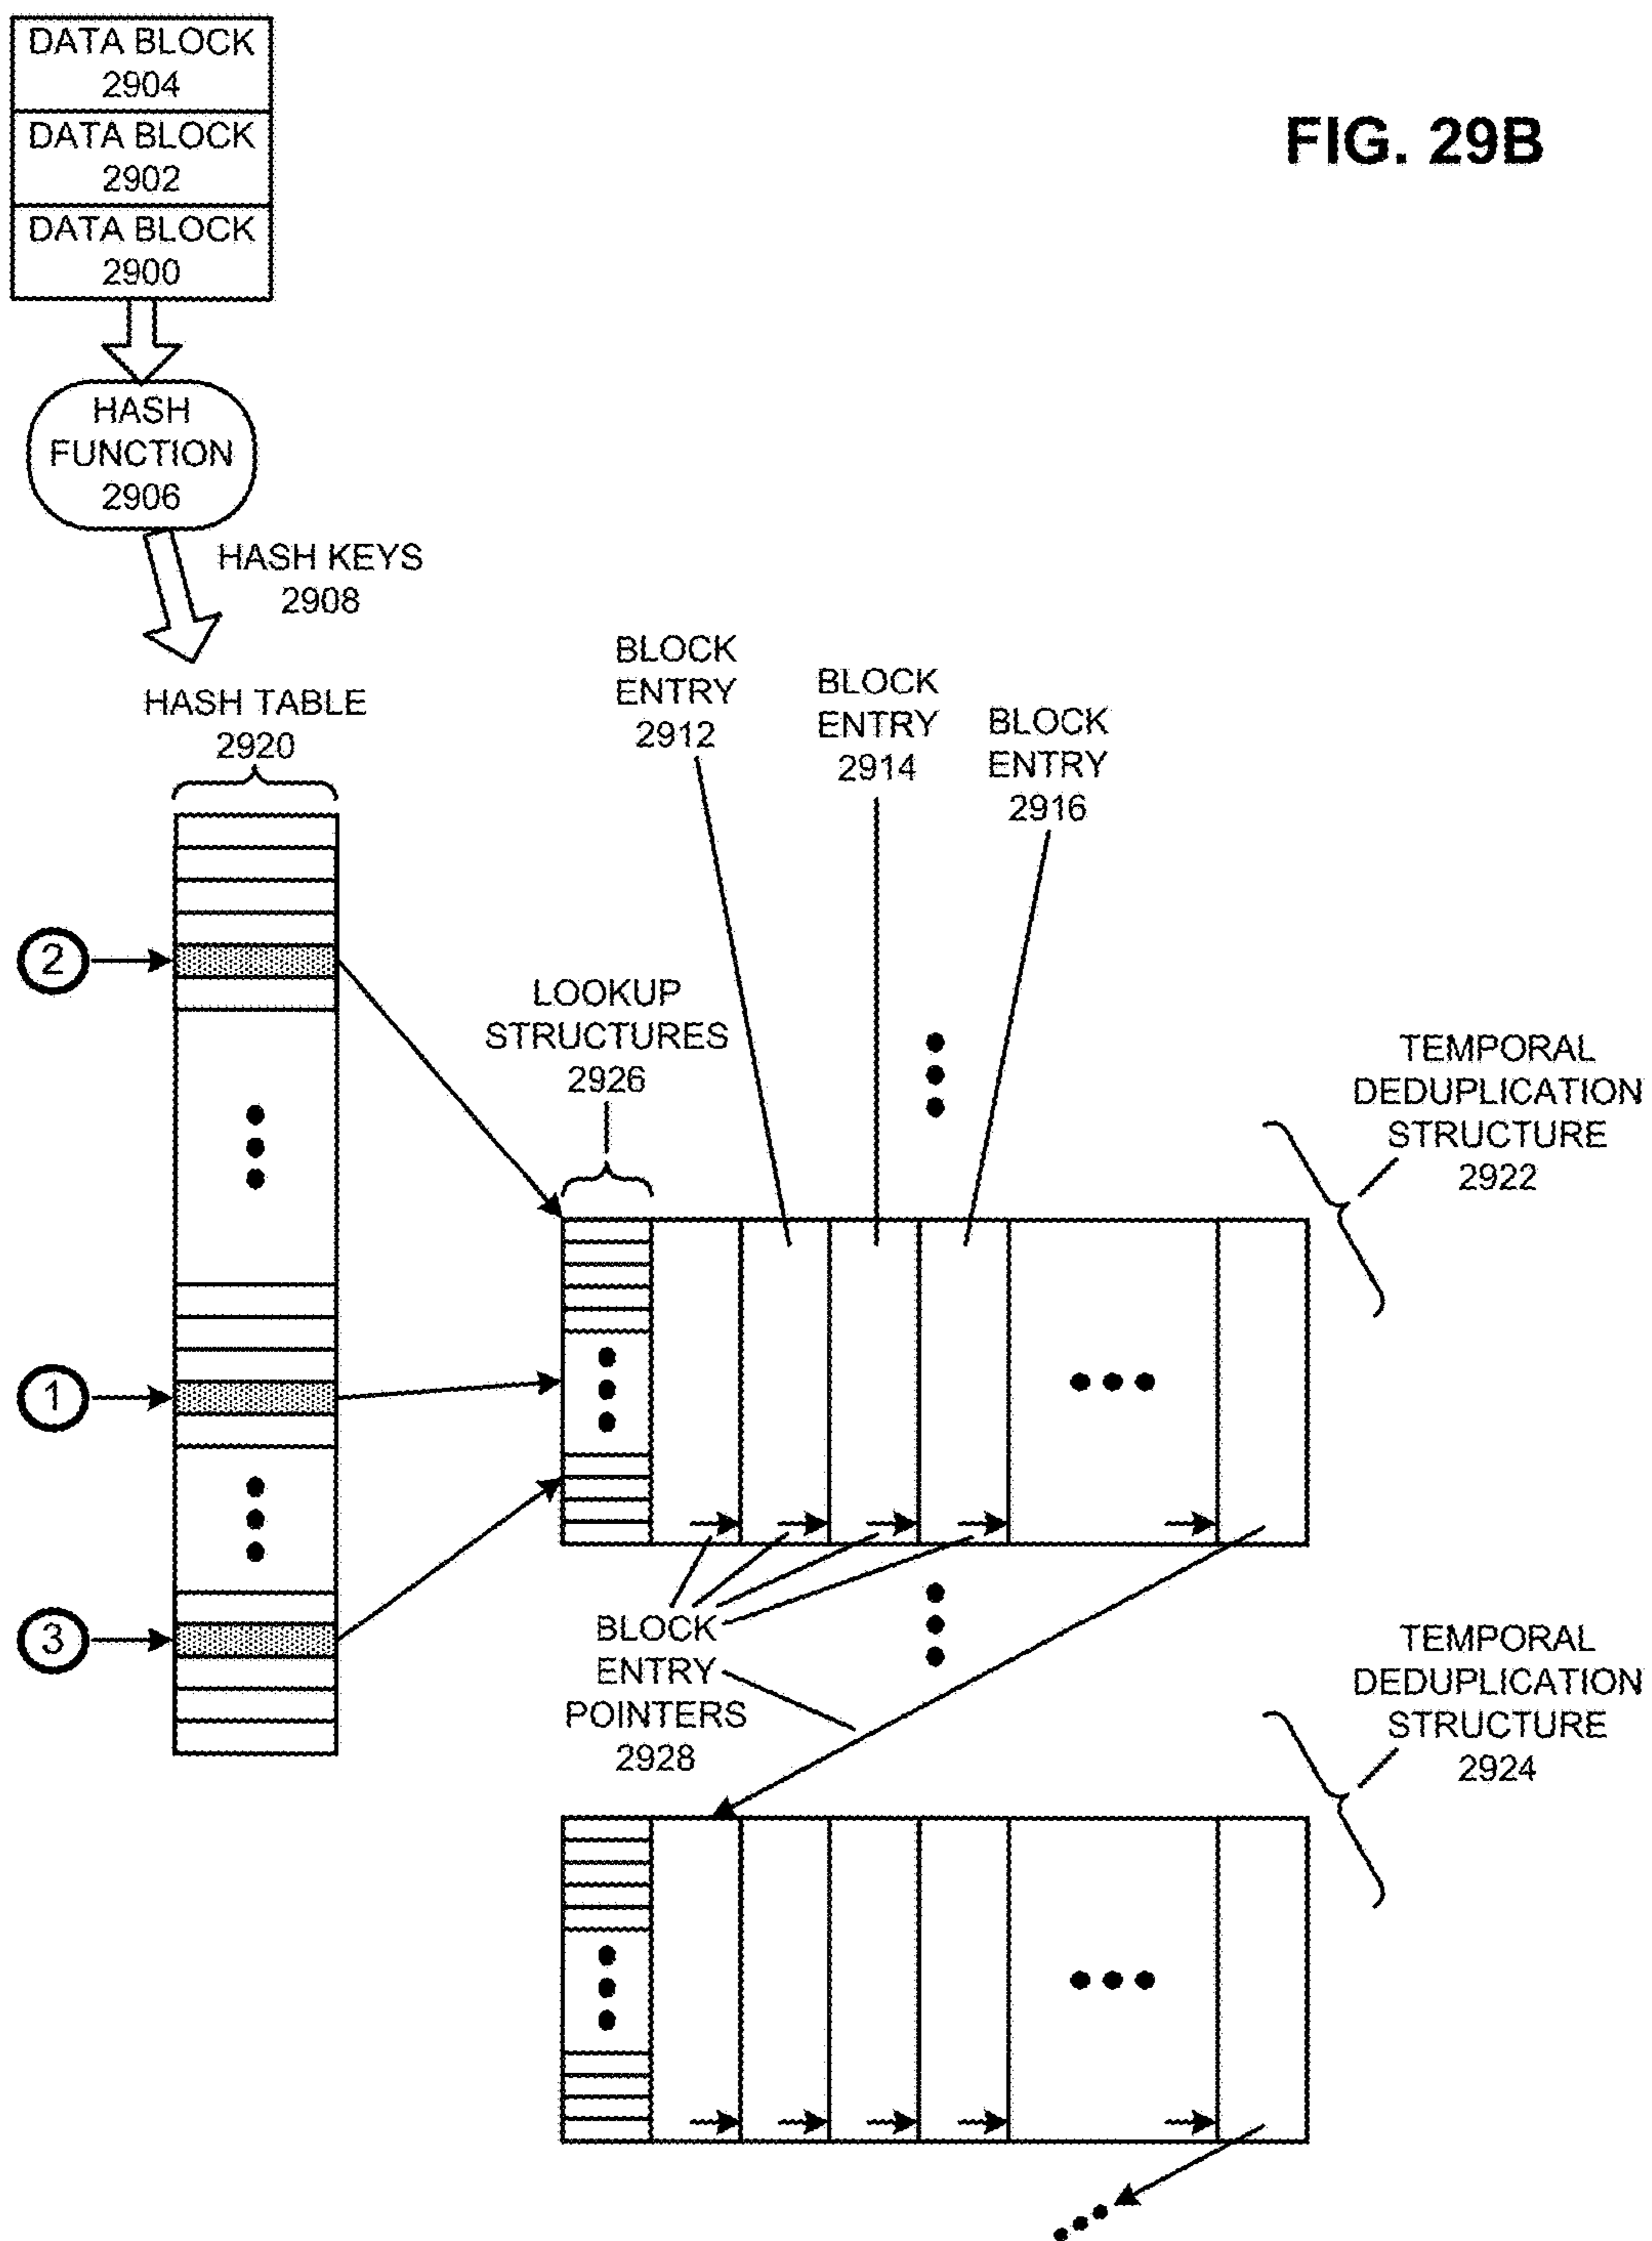 DATA BLOCK
2904
DATA BLOCK
2902
DATA BLOCK
2900
FIG. 29B
HASH
FUNCTION
2906
HASH KEYS
2908
HASH TABLE
2920
BLOCK
ENTRY
2912
BLOCK
ENTRY
2914
BLOCK
ENTRY
2916
2
1
3
LOOKUP
STRUCTURES
2926
TEMPORAL
DEDUPLICATION
STRUCTURE
2922
BLOCK
ENTRY
POINTERS
2928
TEMPORAL
DEDUPLICATION
STRUCTURE
2924